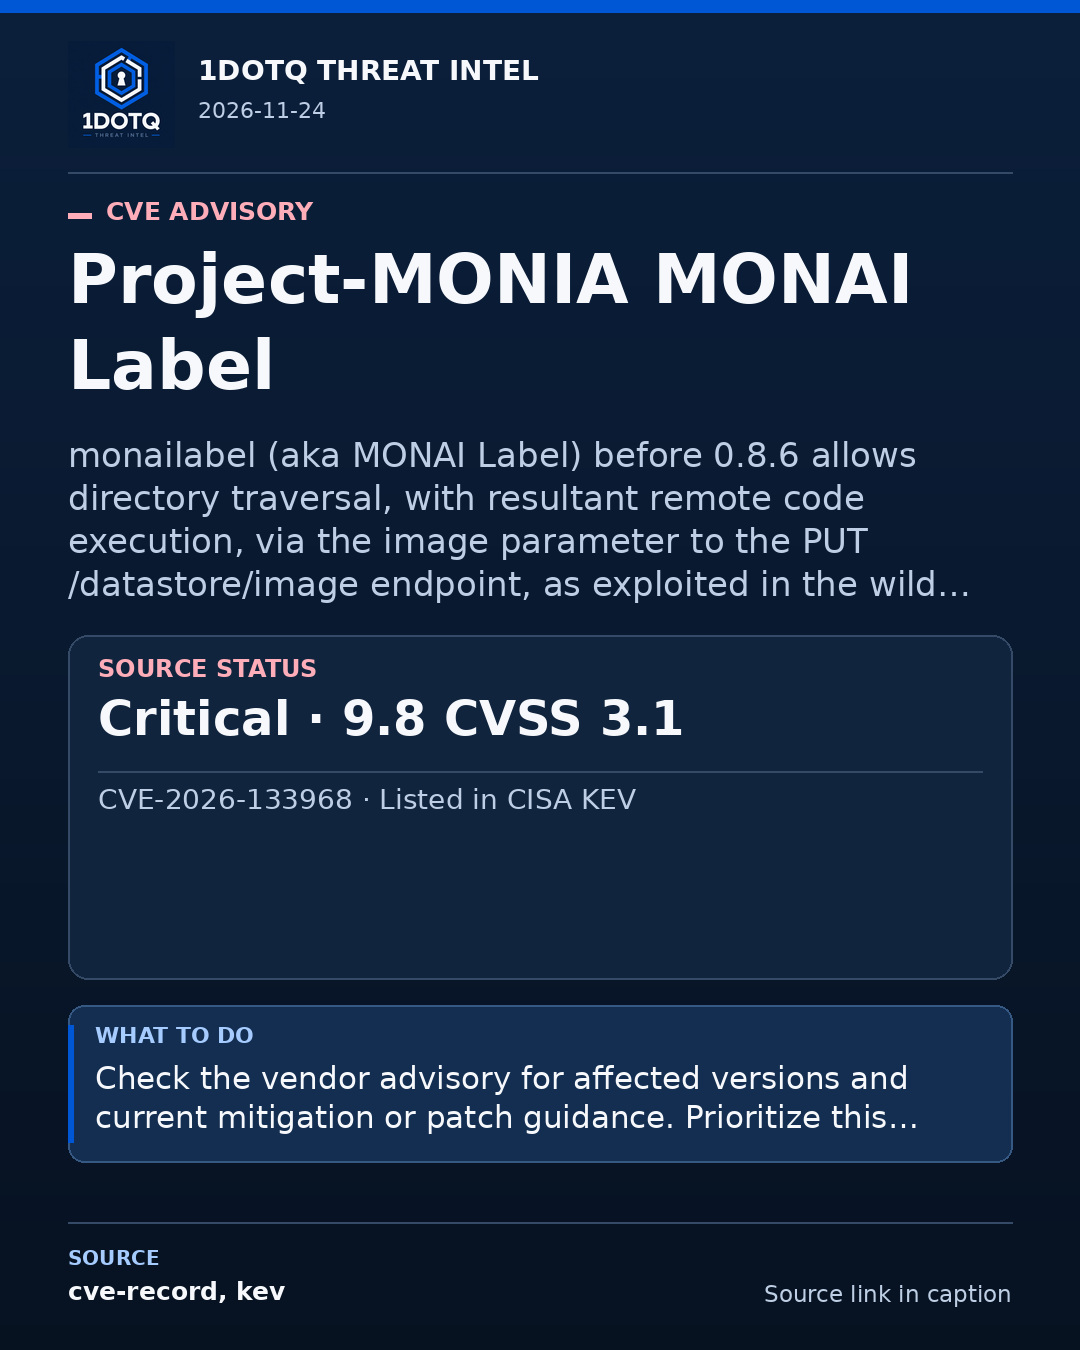 1DOTQ
THREAT INTEL
1DOTQ THREAT INTEL
2026-11-24
CVE ADVISORY
Project-MONIA MONAI
Label
monailabel (aka MONAI Label) before 0.8.6 allows
directory traversal, with resultant remote code
execution, via the image parameter to the PUT
/datastore/image endpoint, as exploited in the wild…
SOURCE STATUS
Critical · 9.8 CVSS 3.1
CVE-2026-133968 · Listed in CISA KEV
WHAT TO DO
Check the vendor advisory for affected versions and
current mitigation or patch guidance. Prioritize this…
SOURCE
cve-record, kev
Source link in caption